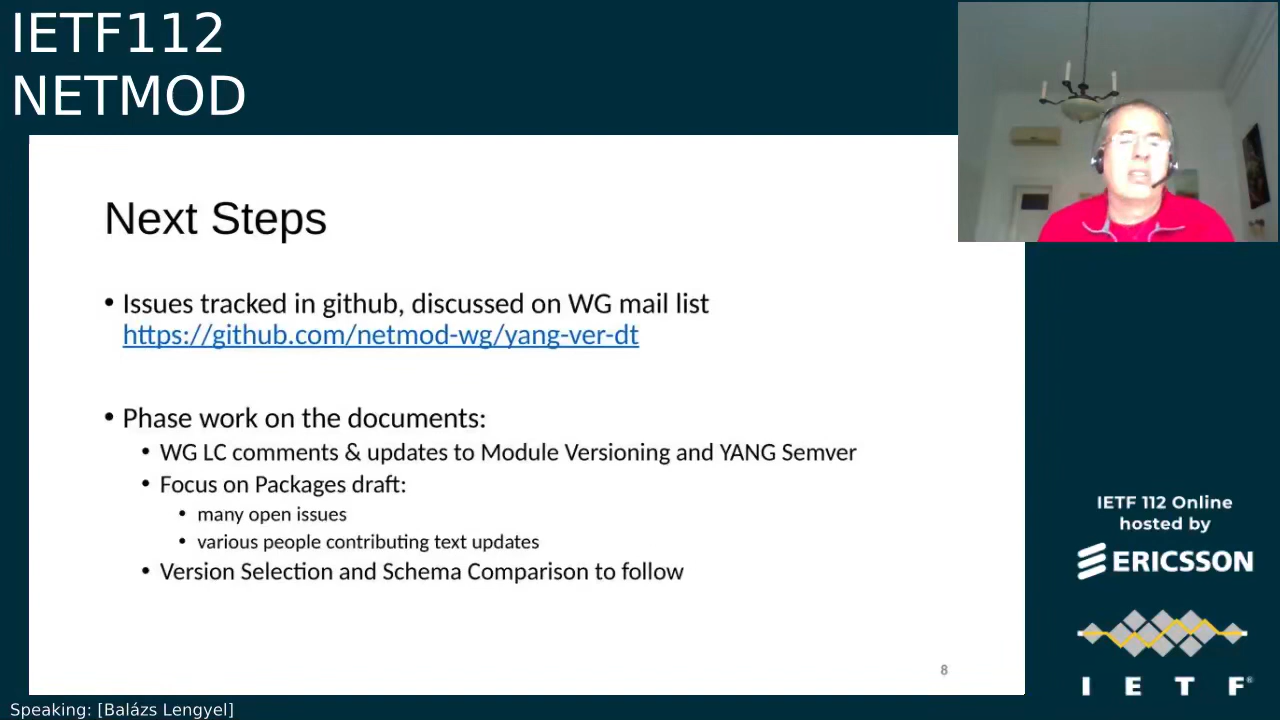 IETF112
NETMOD
Next Steps
• Issues tracked in github, discussed on WG mail list
https://github.com/netmod-wg/yang-ver-dt
• Phase work on the documents:
• WG LC comments & updates to Module Versioning and YANG Semver
• Focus on Packages draft:
• many open issues
• various people contributing text updates
• Version Selection and Schema Comparison to follow
8
IETF 112 Online
hosted by
ERICSSON
I E T F®
Speaking: [Balázs Lengyel]